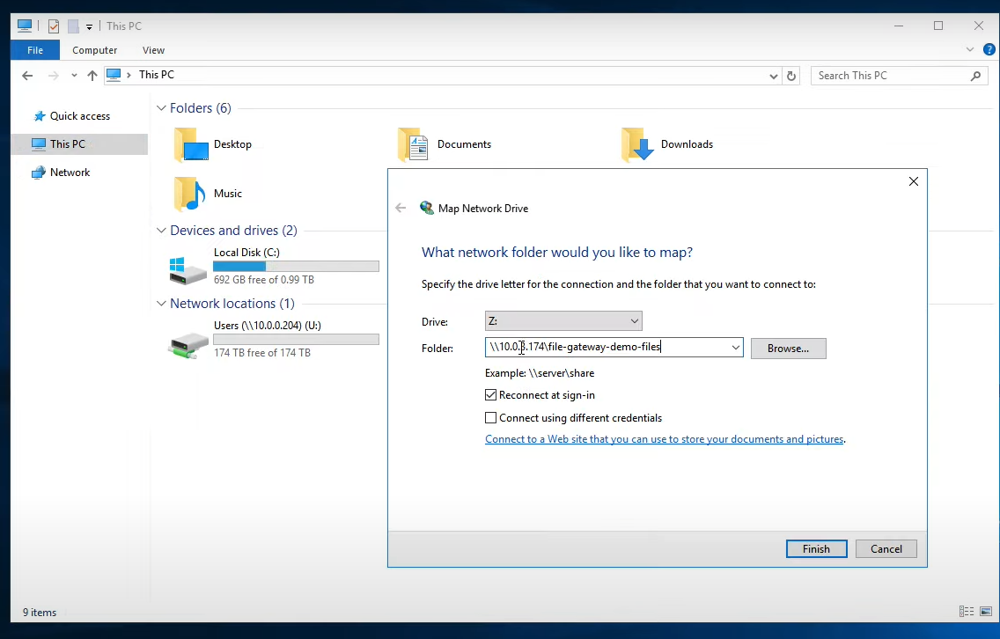 This PC
File Computer View
This PC
Search This PC
Quick access
This PC
Network
Folders (6)
Desktop
Documents
Downloads
Music
Devices and drives (2)
Local Disk (C:)
692 GB free of 0.99 TB
Network locations (1)
Users (\\10.0.0.204) (U:)
174 TB free of 174 TB
Map Network Drive
What network folder would you like to map?
Specify the drive letter for the connection and the folder that you want to connect to:
Drive: Z:
Folder: \\10.0.3.174\file-gateway-demo-files Browse...
Example: \\server\share
Reconnect at sign-in
Connect using different credentials
Connect to a Web site that you can use to store your documents and pictures.
Finish Cancel
9 items